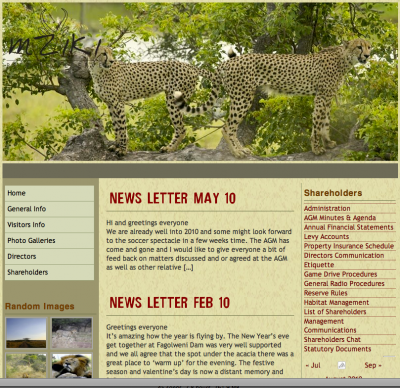 mZiki
Home
General Info
Visitors Info
Photo Galleries
Directors
Shareholders
Random Images
NEWS LETTER MAY 10
Hi and greetings everyone
We are already well into 2010 and some might look forward
to the soccer spectacle in a few weeks time. The AGM has
come and gone and I would like to give everyone a bit of
feed back on matters discussed and or agreed at the AGM
as well as other relative [...]
NEWS LETTER FEB 10
Greetings everyone
It's amazing how the year is flying by. The New Year's eve
get together at Fagolweni Dam was very well supported
and we all agree that the spot under the acacia there was a
great place to 'warm up' for the evening. The festive
season and valentine's day is now a distant memory and
Shareholders
Administration
AGM Minutes & Agenda
Annual Financial Statements
Levy Accounts
Property Insurance Schedule
Directors Communication
Etiquette
Game Drive Procedures
General Radio Procedures
Reserve Rules
Habitat Management
List of Shareholders
Management
Communications
Shareholders Chat
Statutory Documents
« Jul
Sep »
August 2010